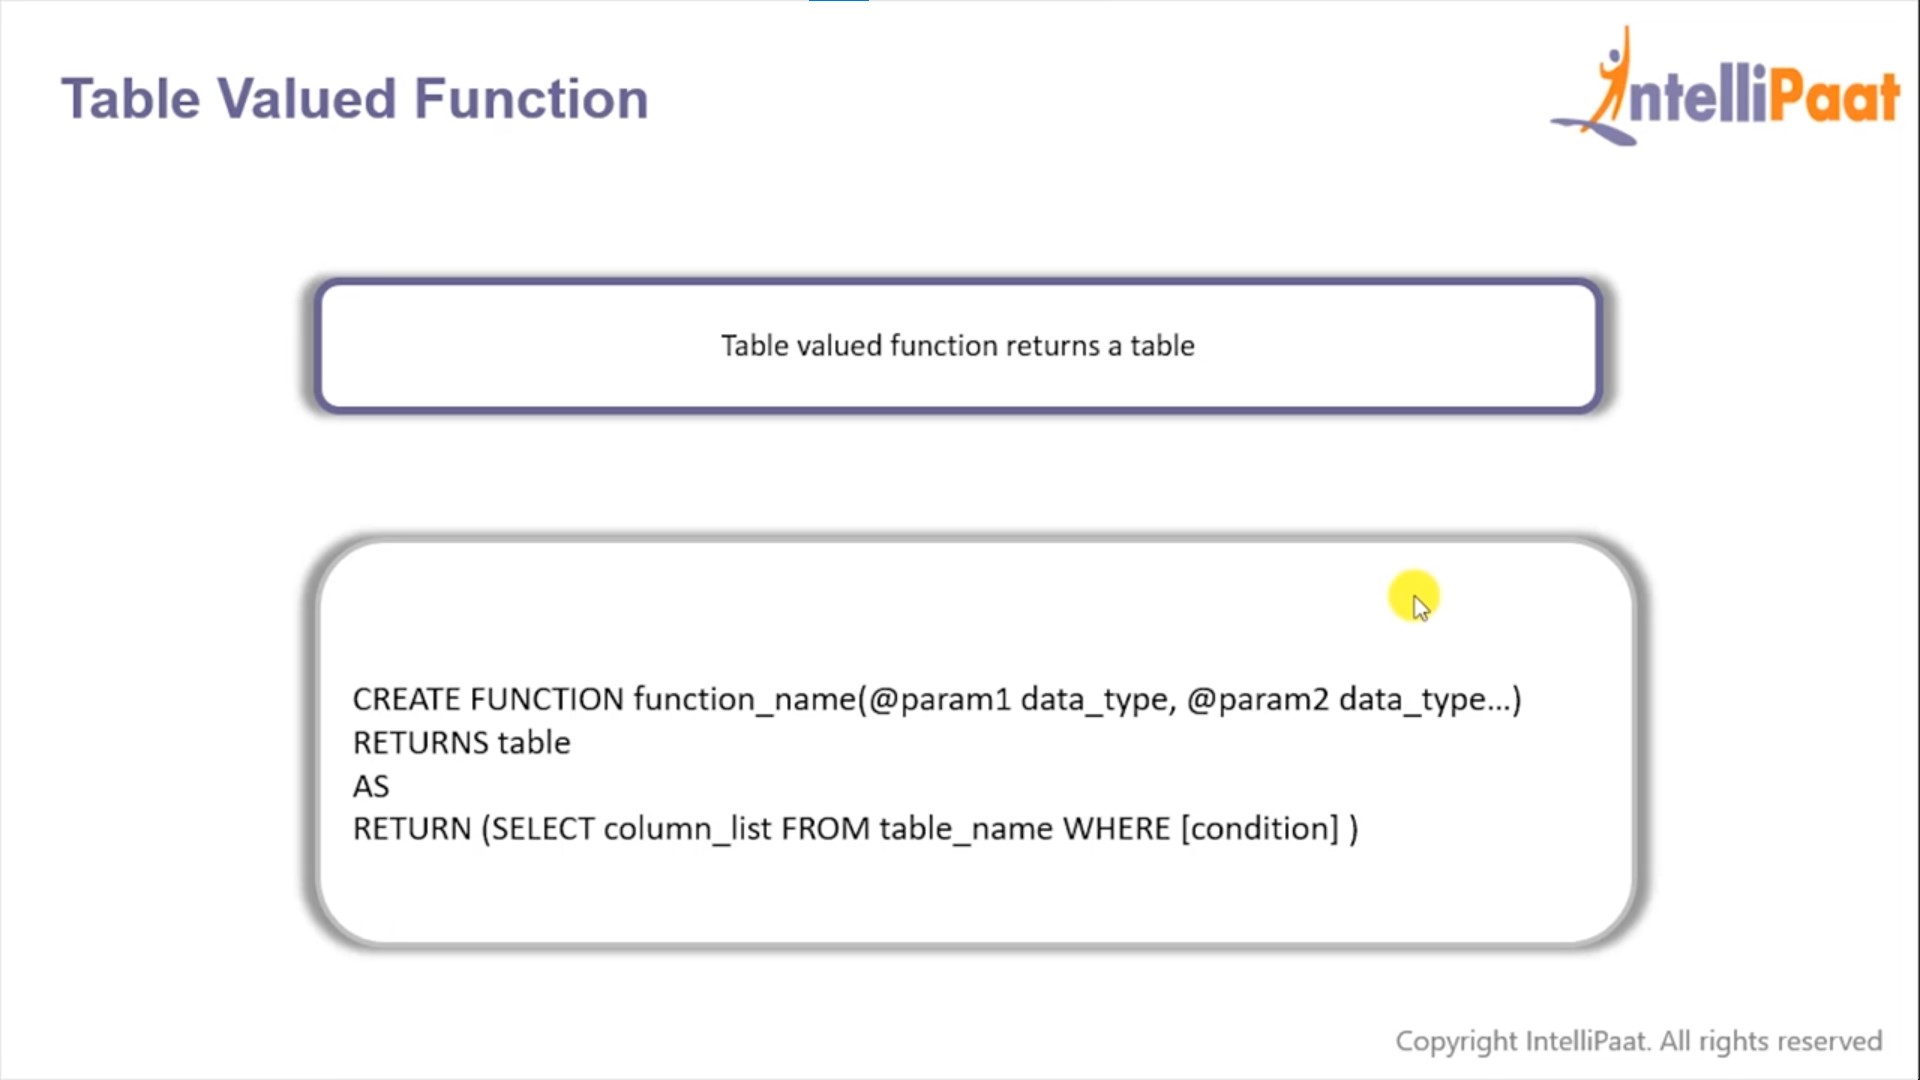 Table Valued Function
IntelliPaat
Table valued function returns a table
CREATE FUNCTION function_name(@param1 data_type, @param2 data_type...)
RETURNS table
AS
RETURN (SELECT column_list FROM table_name WHERE [condition] )
Copyright IntelliPaat. All rights reserved